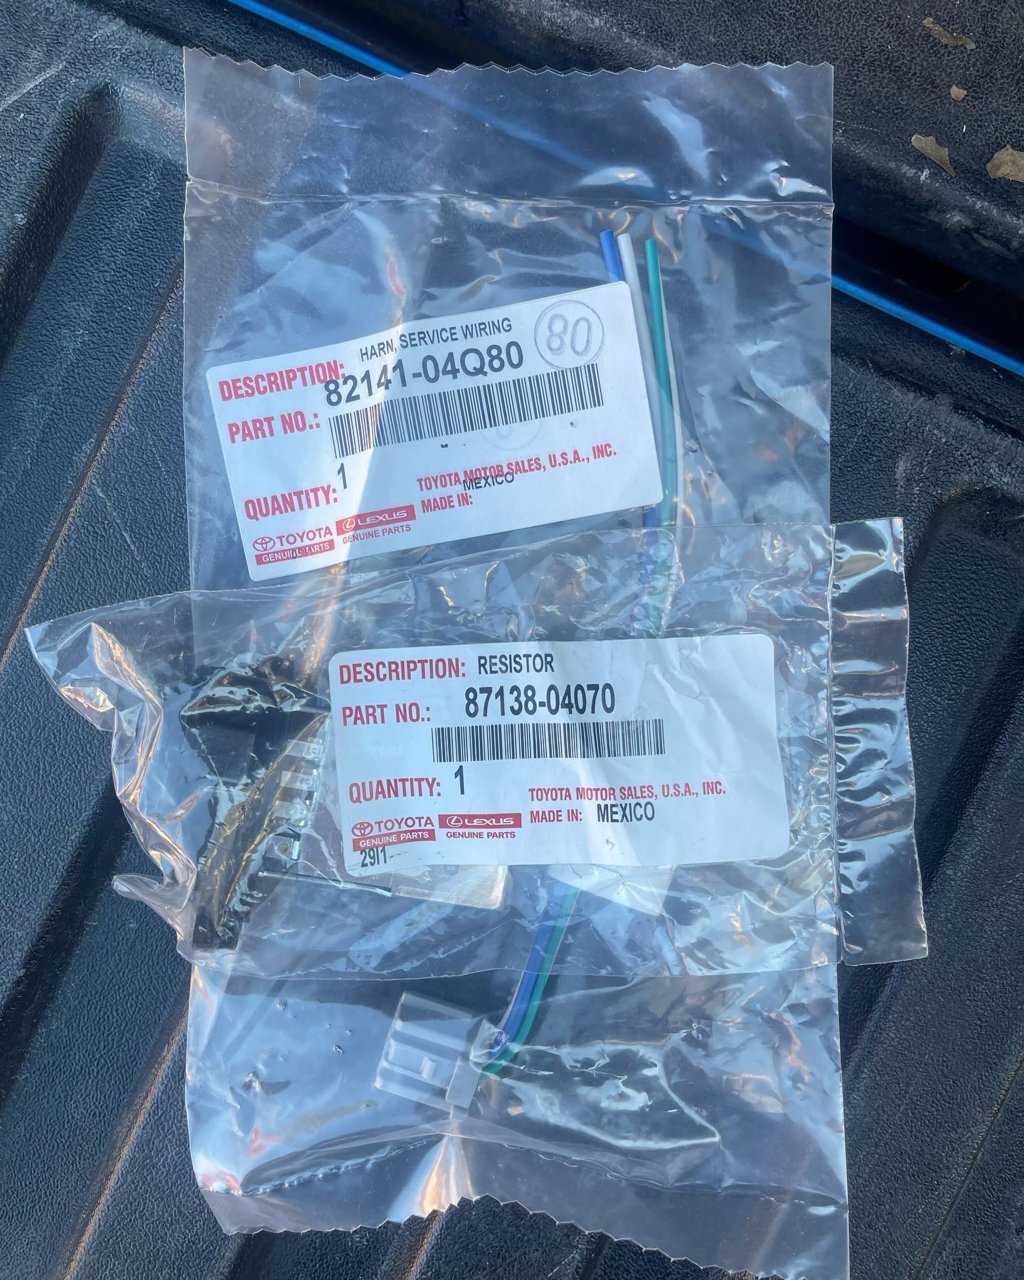 DESCRIPTION: HARN, SERVICE WIRING
80
PART NO.: 82141-04Q80
QUANTITY: 1
TOYOTA MOTOR SALES, U.S.A., INC.
MADE IN: MEXICO
TOYOTA
GENUINE PARTS
LEXUS
GENUINE PARTS
DESCRIPTION: RESISTOR
PART NO.: 87138-04070
QUANTITY: 1
TOYOTA MOTOR SALES, U.S.A., INC.
MADE IN: MEXICO
TOYOTA
GENUINE PARTS
LEXUS
GENUINE PARTS
29I1